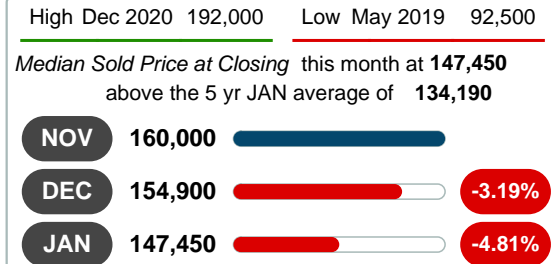 High Dec 2020 192,000 Low May 2019 92,500
Median Sold Price at Closing this month at 147,450
above the 5 yr JAN average of 134,190
NOV 160,000
DEC 154,900 -3.19%
JAN 147,450 -4.81%